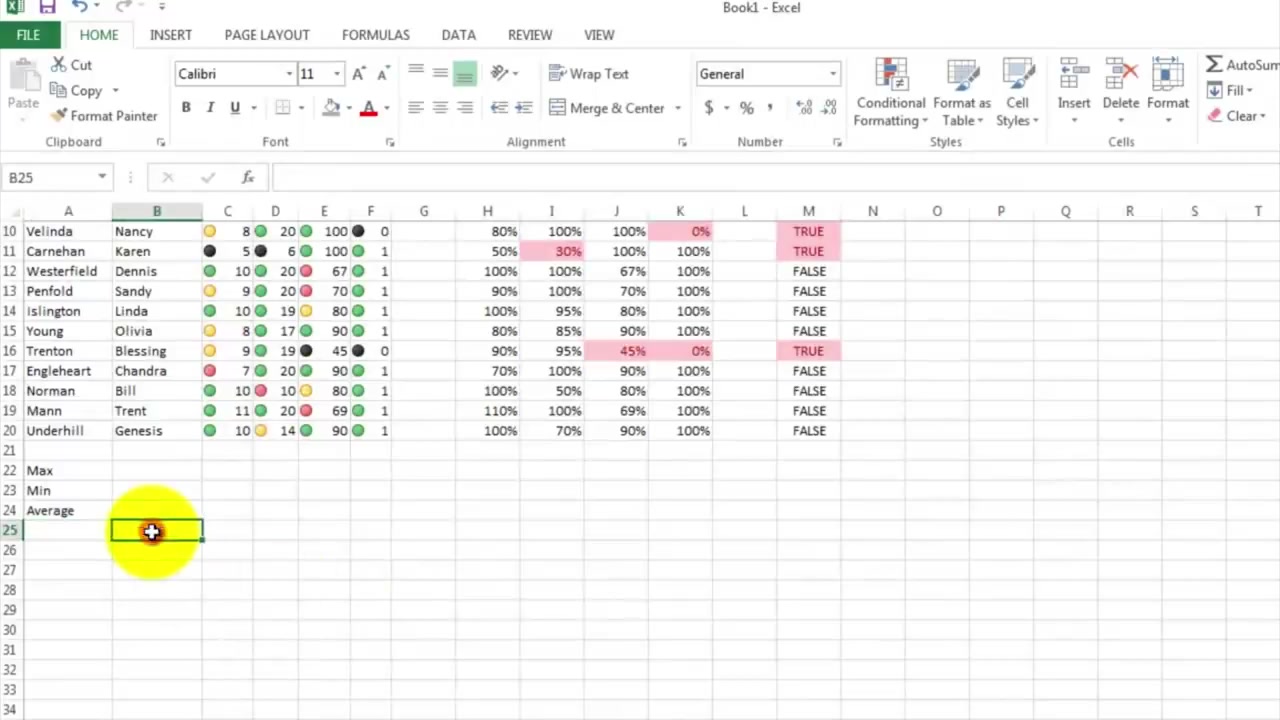 Book1 - Excel
FILE HOME INSERT PAGE LAYOUT FORMULAS DATA REVIEW VIEW
Cut
Copy
Format Painter
Paste
Clipboard
Calibri 11
A A
B I U A
Font
Wrap Text
Merge & Center
Alignment
General
$ % , .0 .00 .00 .0
Number
Conditional Formatting
Format as Table
Cell Styles
Styles
Insert Delete Format
Cells
Σ AutoSum
Fill
Clear
B25 fx
A B C D E F G H I J K L M N O P Q R S T
10 Velinda Nancy 8 20 100 0 80% 100% 100% 0% TRUE
11 Carnehan Karen 5 6 100 1 50% 30% 100% 100% TRUE
12 Westerfield Dennis 10 20 67 1 100% 100% 67% 100% FALSE
13 Penfold Sandy 9 20 70 1 90% 100% 70% 100% FALSE
14 Islington Linda 10 19 80 1 100% 95% 80% 100% FALSE
15 Young Olivia 8 17 90 1 80% 85% 90% 100% FALSE
16 Trenton Blessing 9 19 45 0 90% 95% 45% 0% TRUE
17 Engleheart Chandra 7 20 90 1 70% 100% 90% 100% FALSE
18 Norman Bill 10 10 80 1 100% 50% 80% 100% FALSE
19 Mann Trent 11 20 69 1 110% 100% 69% 100% FALSE
20 Underhill Genesis 10 14 90 1 100% 70% 90% 100% FALSE
21
22 Max
23 Min
24 Average
25
26
27
28
29
30
31
32
33
34